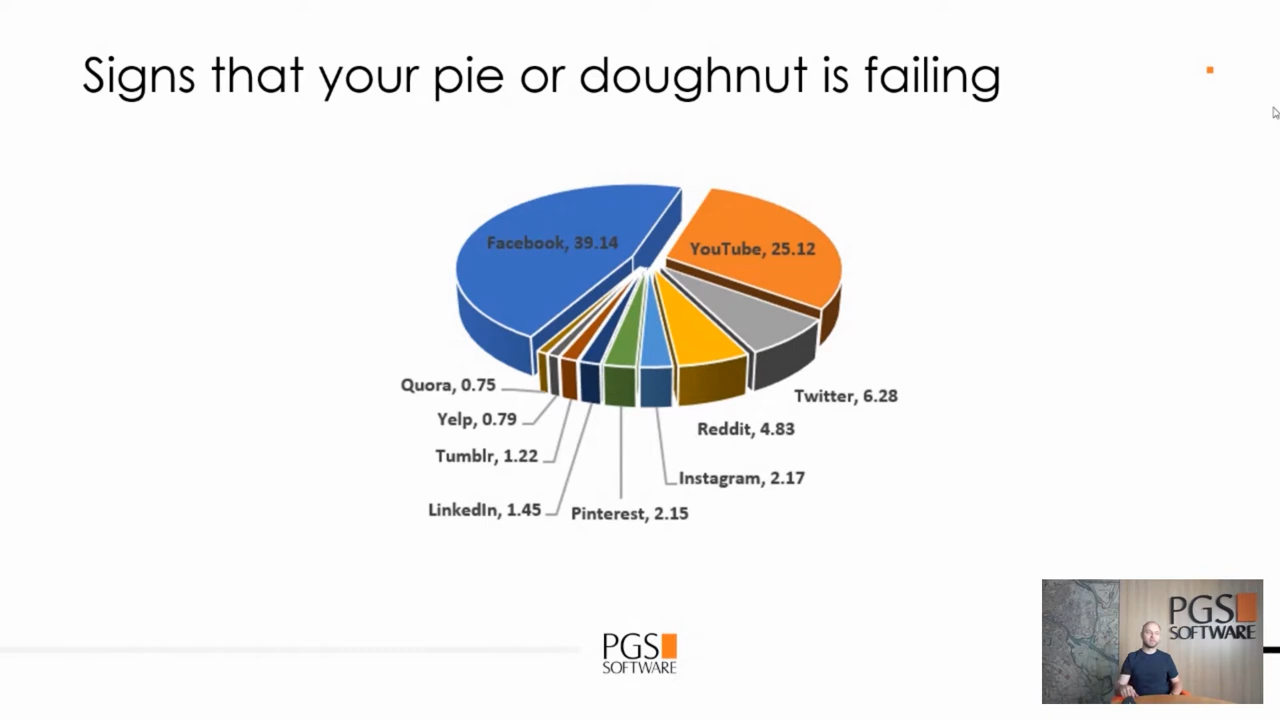 Signs that your pie or doughnut is failing
Facebook, 39.14
YouTube, 25.12
Quora, 0.75
Twitter, 6.28
Yelp, 0.79
Reddit, 4.83
Tumblr, 1.22
Instagram, 2.17
LinkedIn, 1.45
Pinterest, 2.15
PGS
SOFTWARE
PGS
SOFTWARE